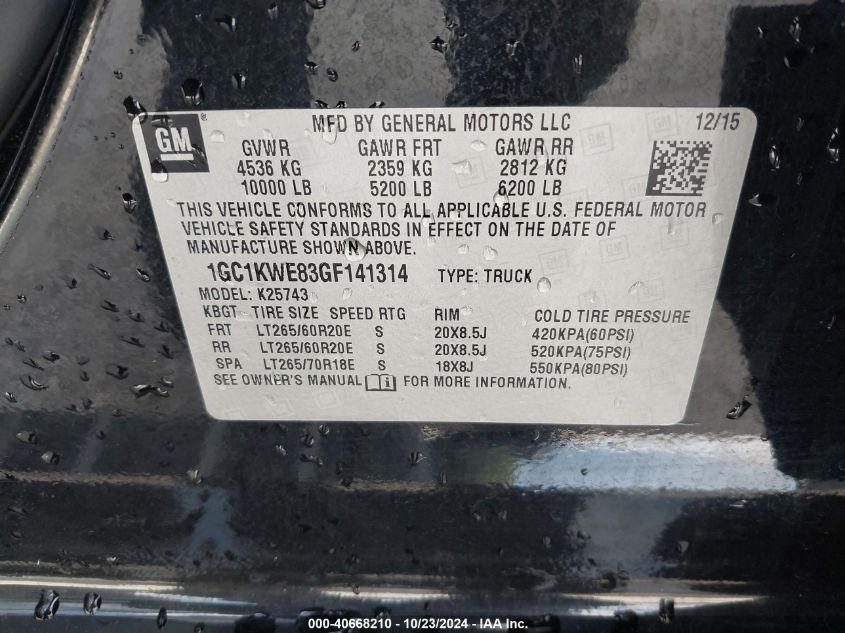 GM
MFD BY GENERAL MOTORS LLC 12/15
GVWR GAWR FRT GAWR RR
4536 KG 2359 KG 2812 KG
10000 LB 5200 LB 6200 LB
THIS VEHICLE CONFORMS TO ALL APPLICABLE U.S. FEDERAL MOTOR
VEHICLE SAFETY STANDARDS IN EFFECT ON THE DATE OF
MANUFACTURE SHOWN ABOVE.
1GC1KWE83GF141314 TYPE: TRUCK
MODEL: K25743
KBGT TIRE SIZE SPEED RTG RIM COLD TIRE PRESSURE
FRT LT265/60R20E S 20X8.5J 420KPA(60PSI)
RR LT265/60R20E S 20X8.5J 520KPA(75PSI)
SPA LT265/70R18E S 18X8J 550KPA(80PSI)
SEE OWNER'S MANUAL FOR MORE INFORMATION.
000-40668210 - 10/23/2024 - IAA Inc.